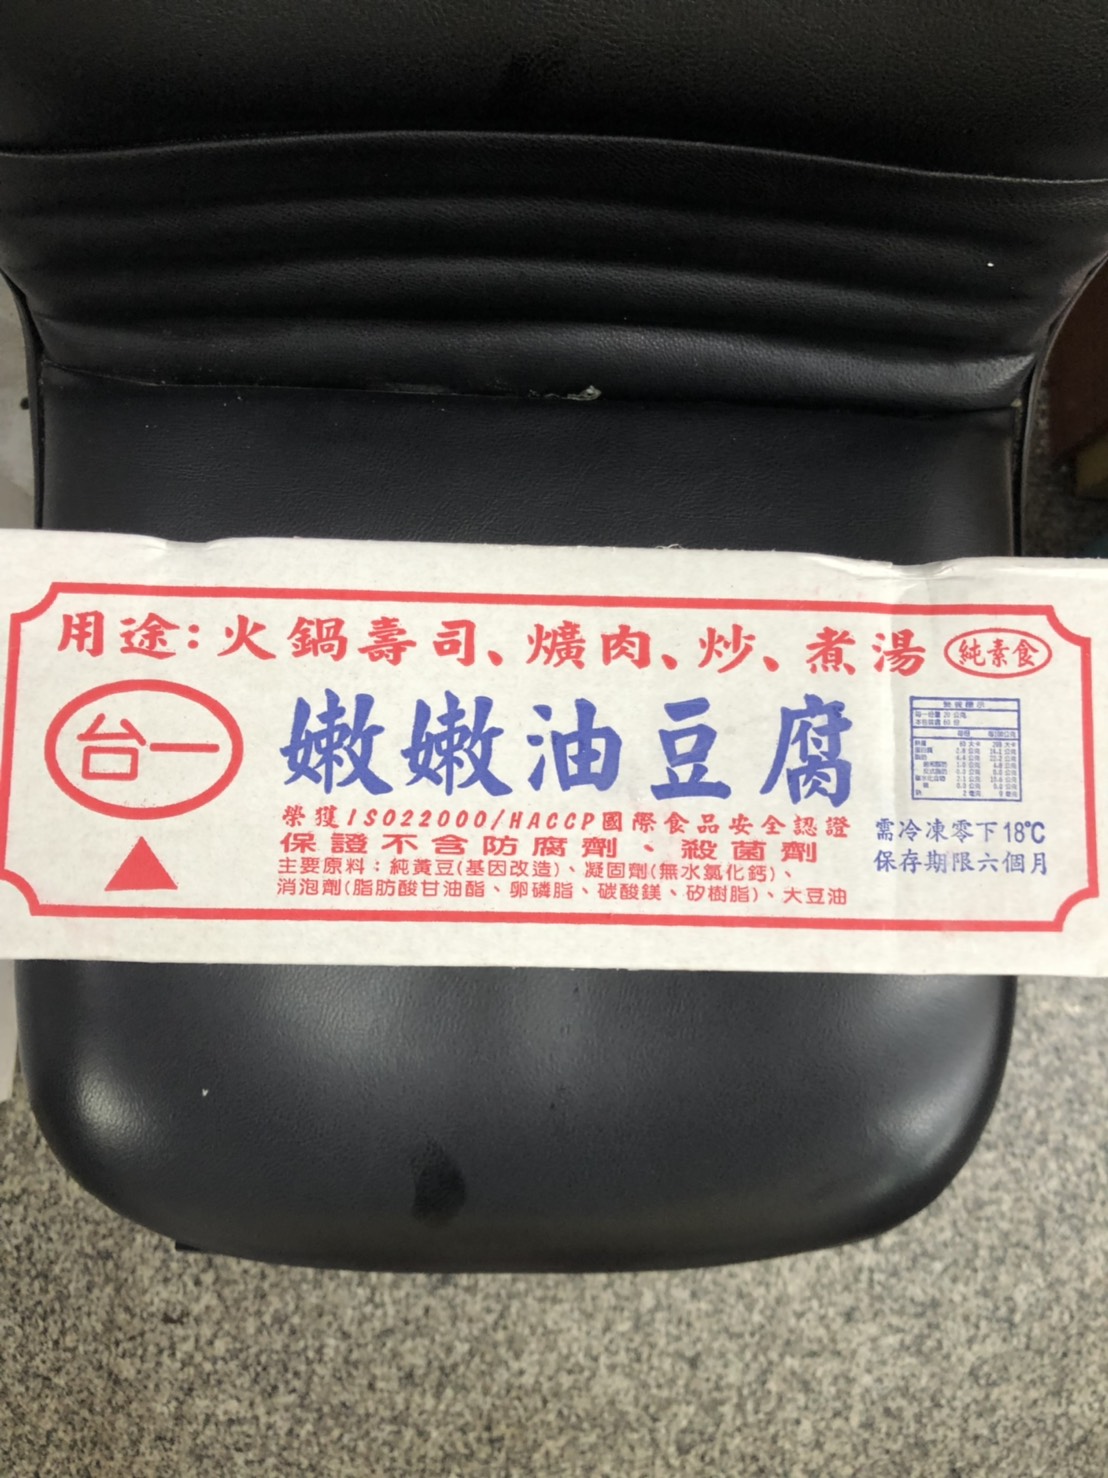 用途:火鍋壽司、爌肉、炒、煮湯
純素食
台一
嫩嫩油豆腐
榮獲ISO22000/HACCP國際食品安全認證
保證不含防腐劑、殺菌劑
主要原料：純黃豆(基因改造)、凝固劑(無水氯化鈣)、
消泡劑(脂肪酸甘油酯、卵磷脂、碳酸鎂、矽樹脂)、大豆油
需冷凍零下18℃
保存期限六個月